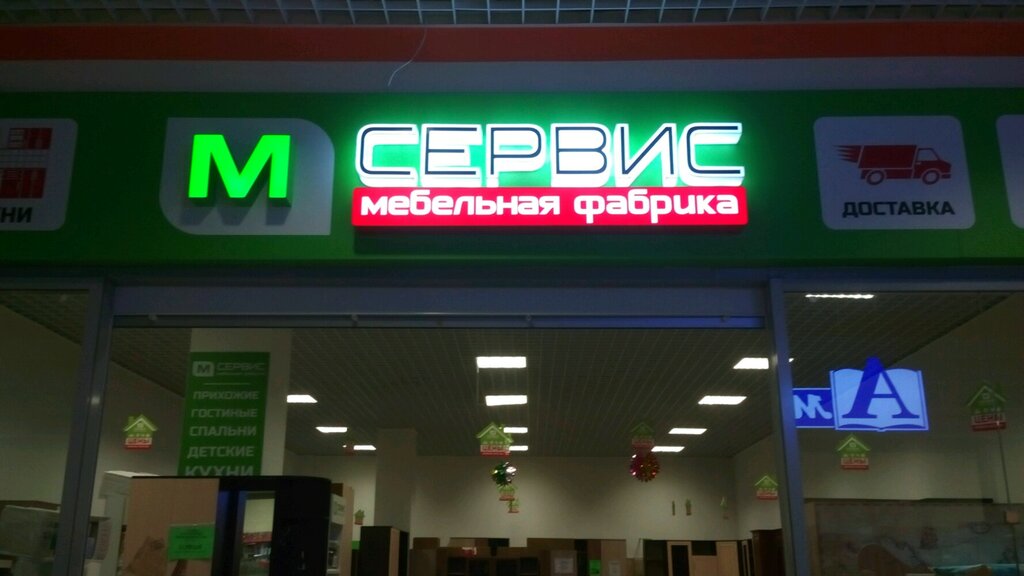 М СЕРВИС
мебельная фабрика
ДОСТАВКА
М СЕРВИС
ПРИХОЖИЕ
ГОСТИНЫЕ
СПАЛЬНИ
ДЕТСКИЕ
КУХНИ
А